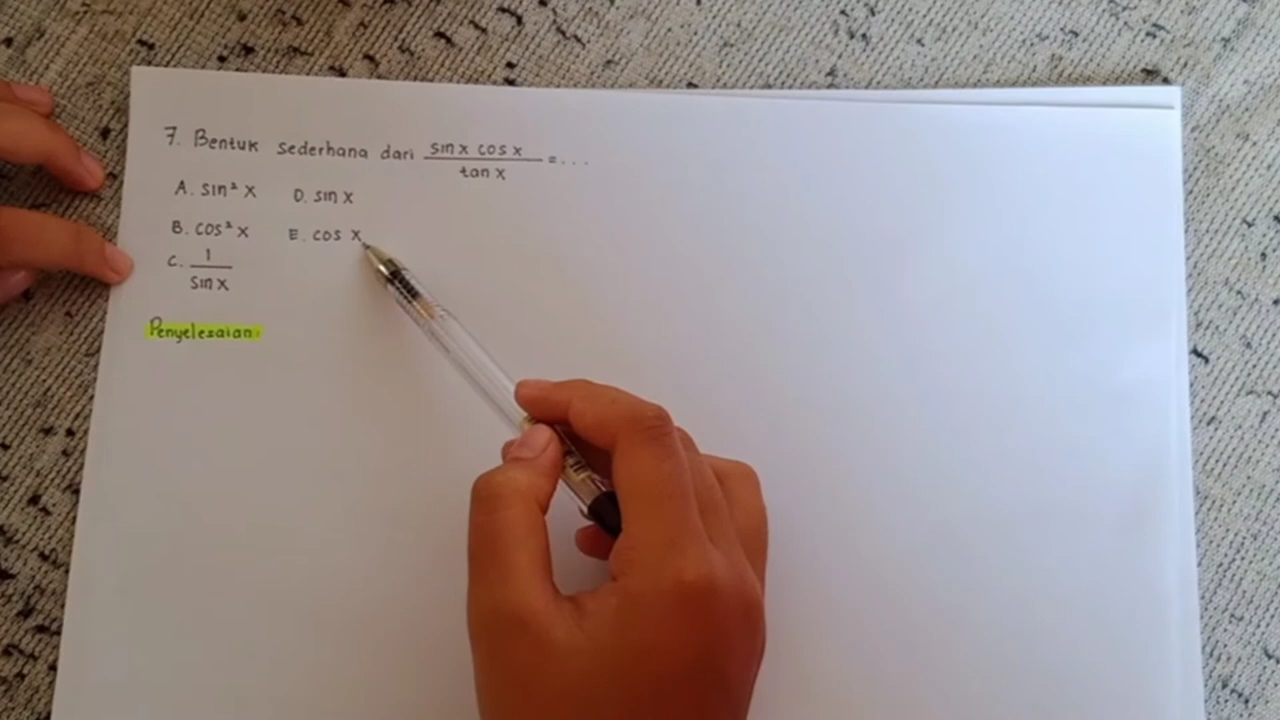 7. Bentuk sederhana dari sin x cos x / tan x = ...
A. sin² x D. sin x
B. cos² x E. cos x
C. 1 / sin x
Penyelesaian: